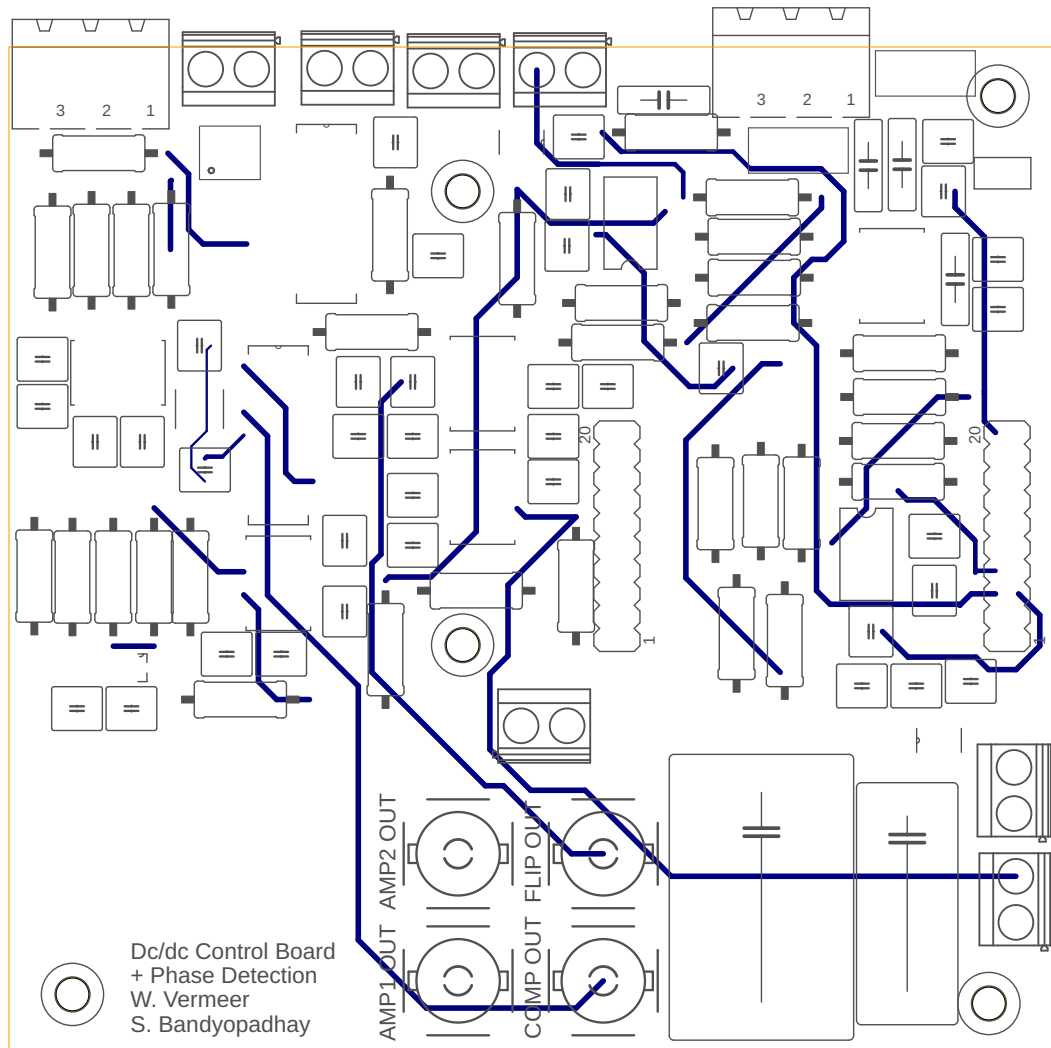 3 2 1
3 2 1
20
20
1
1
AMP2 OUT
FLIP OUT
AMP1 OUT
COMP OUT
Dc/dc Control Board
+ Phase Detection
W. Vermeer
S. Bandyopadhay